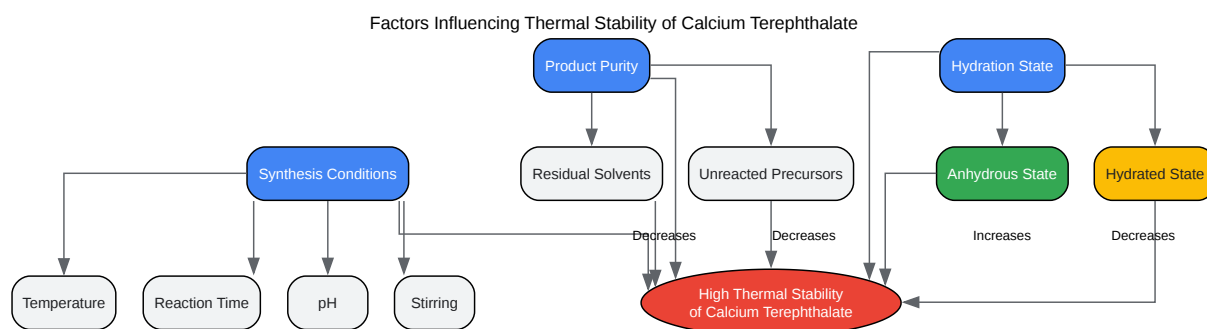 Factors Influencing Thermal Stability of Calcium Terephthalate
Product Purity
Hydration State
Synthesis Conditions
Residual Solvents
Unreacted Precursors
Anhydrous State
Hydrated State
Decreases
Decreases
Increases
Decreases
Temperature
Reaction Time
pH
Stirring
High Thermal Stability
of Calcium Terephthalate